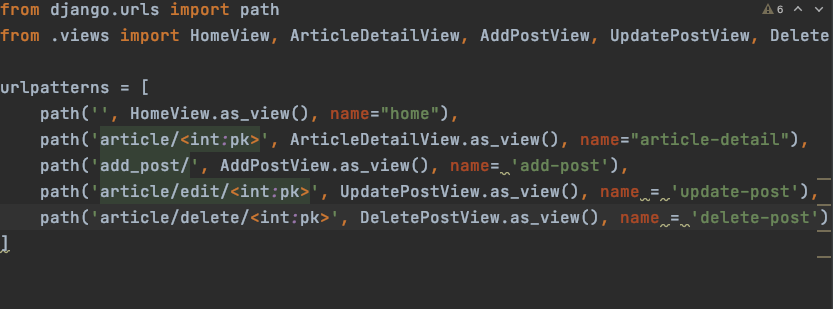 from django.urls import path
6
from .views import HomeView, ArticleDetailView, AddPostView, UpdatePostView, Delete
urlpatterns = [
    path('', HomeView.as_view(), name="home"),
    path('article/<int:pk>', ArticleDetailView.as_view(), name="article-detail"),
    path('add_post/', AddPostView.as_view(), name= 'add-post'),
    path('article/edit/<int:pk>', UpdatePostView.as_view(), name = 'update-post'),
    path('article/delete/<int:pk>', DeletePostView.as_view(), name = 'delete-post')
]